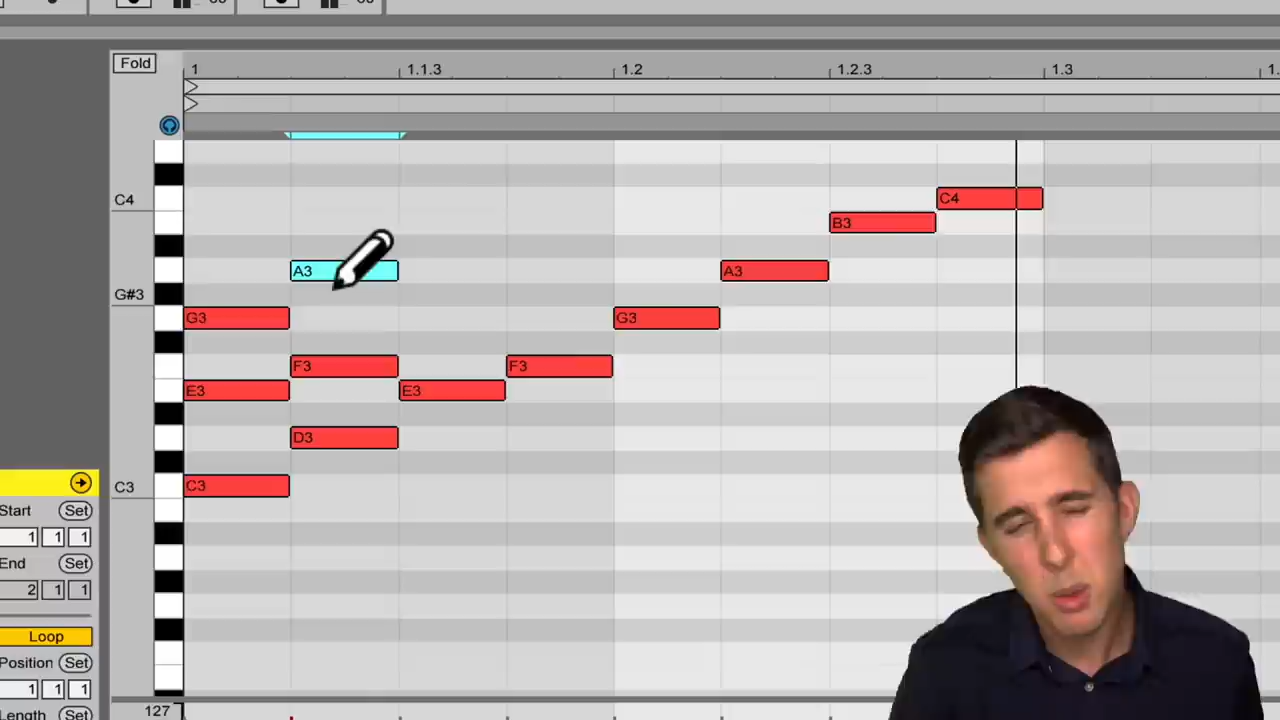 Fold
1 1.1.3 1.2 1.2.3 1.3 1.
C4 C4
B3
A3 A3
G#3
G3 G3
F3 F3
E3 E3
D3
C3 C3
Start Set
1 1 1
End Set
2 1 1
Loop
Position Set
1 1 1
Length Set
127